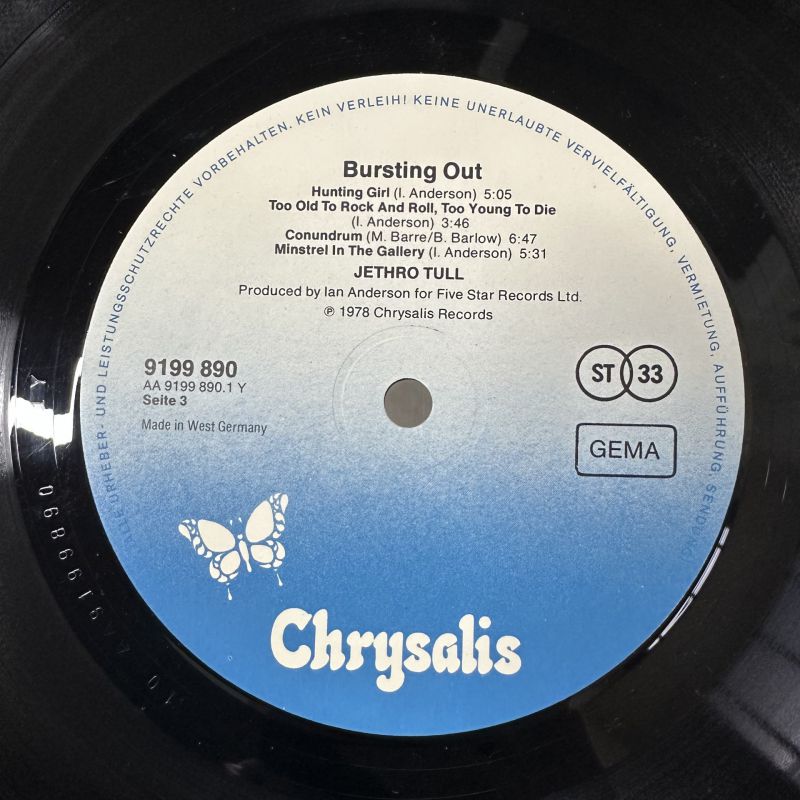 ALLE URHEBER- UND LEISTUNGSSCHUTZRECHTE VORBEHALTEN. KEIN VERLEIH! KEINE UNERLAUBTE VERVIELFÄLTIGUNG, VERMIETUNG, AUFFÜHRUNG, SENDUNG
Bursting Out
Hunting Girl (I. Anderson) 5:05
Too Old To Rock And Roll, Too Young To Die
(I. Anderson) 3:46
Conundrum (M. Barre/B. Barlow) 6:47
Minstrel In The Gallery (I. Anderson) 5:31
JETHRO TULL
Produced by Ian Anderson for Five Star Records Ltd.
℗ 1978 Chrysalis Records
9199 890
AA 9199 890.1 Y
Seite 3
Made in West Germany
ST 33
GEMA
Chrysalis
9199890